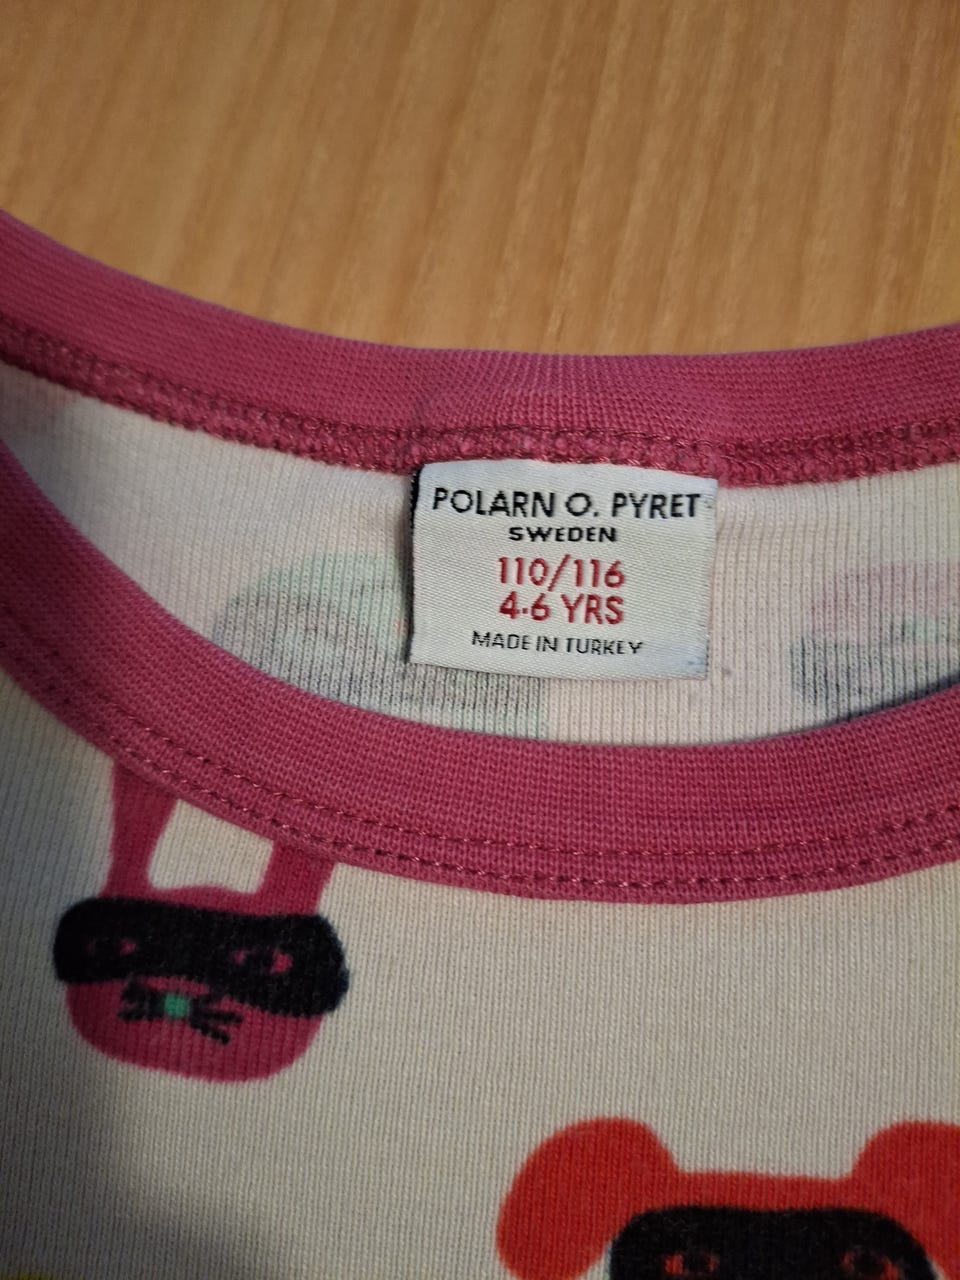 POLARN O. PYRET
SWEDEN
110/116
4-6 YRS
MADE IN TURKEY